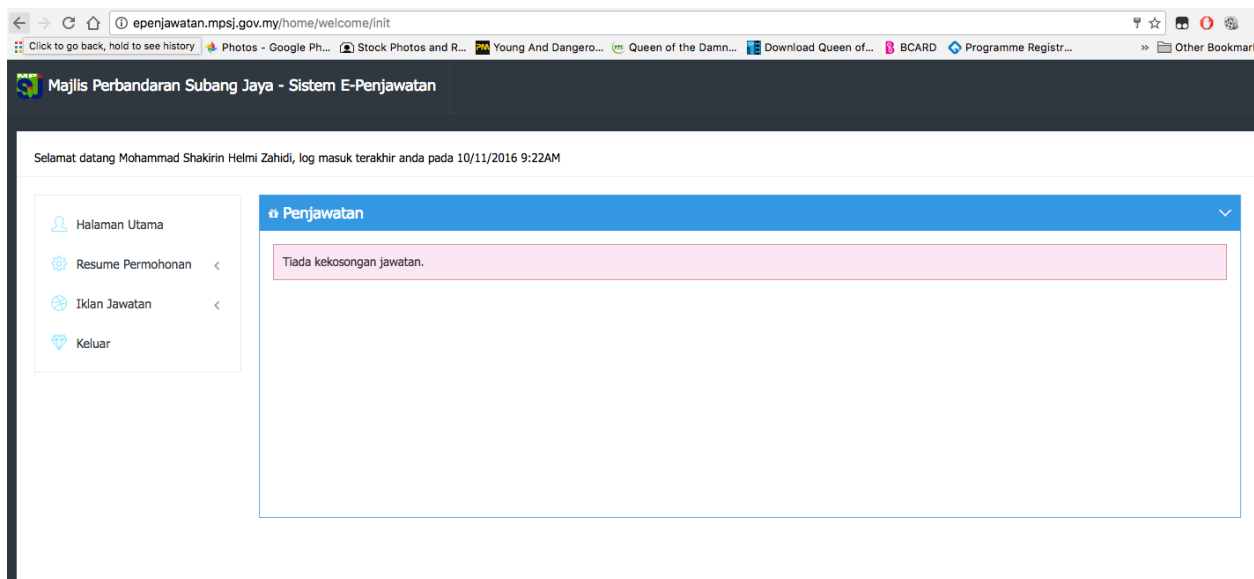 epenjawatan.mpsj.gov.my/home/welcome/init
Click to go back, hold to see history Photos - Google Ph... Stock Photos and R... PM Young And Dangero... Queen of the Damn... Download Queen of... BCARD Programme Registr... » Other Bookmar
MPSJ Majlis Perbandaran Subang Jaya - Sistem E-Penjawatan
Selamat datang Mohammad Shakirin Helmi Zahidi, log masuk terakhir anda pada 10/11/2016 9:22AM
Halaman Utama
Resume Permohonan
Iklan Jawatan
Keluar
Penjawatan
Tiada kekosongan jawatan.